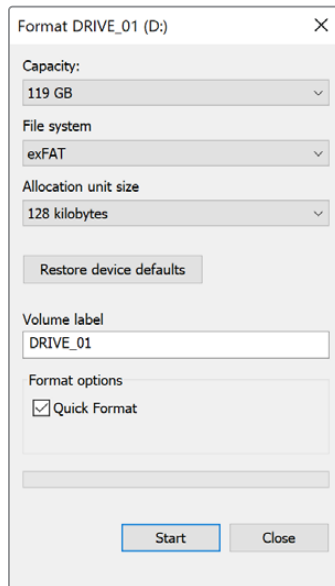 Format DRIVE_01 (D:)
Capacity:
119 GB
File system
exFAT
Allocation unit size
128 kilobytes
Restore device defaults
Volume label
DRIVE_01
Format options
Quick Format
Start Close